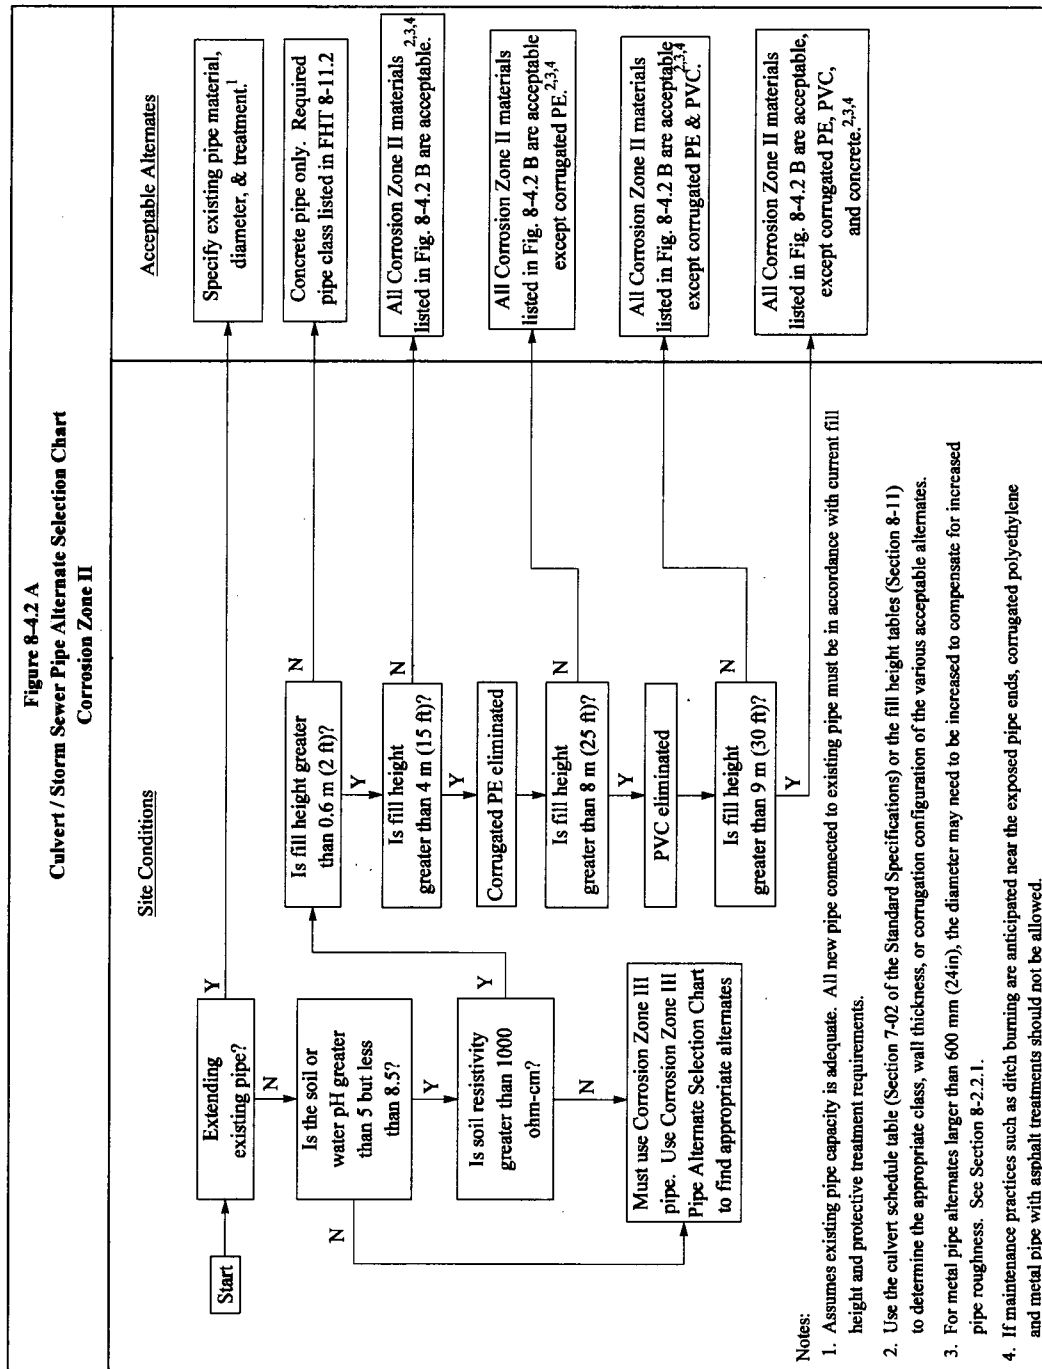 Figure 8-4.2 A
Culvert / Storm Sewer Pipe Alternate Selection Chart
Corrosion Zone II
Site Conditions
Acceptable Alternates
Start
Extending
existing pipe?
Y
N
Specify existing pipe material,
diameter, & treatment.1
Is the soil or
water pH greater
than 5 but less
than 8.5?
N
Y
Is soil resistivity
greater than 1000
ohm-cm?
Y
N
Must use Corrosion Zone III
pipe. Use Corrosion Zone III
Pipe Alternate Selection Chart
to find appropriate alternates
Is fill height greater
than 0.6 m (2 ft)?
N
Y
Concrete pipe only. Required
pipe class listed in FHT 8-11.2
Is fill height
greater than 4 m (15 ft)?
N
Y
All Corrosion Zone II materials
listed in Fig. 8-4.2 B are acceptable.2,3,4
Corrugated PE eliminated
Is fill height
greater than 8 m (25 ft)?
N
Y
All Corrosion Zone II materials
listed in Fig. 8-4.2 B are acceptable
except corrugated PE.2,3,4
PVC eliminated
Is fill height
greater than 9 m (30 ft)?
N
Y
All Corrosion Zone II materials
listed in Fig. 8-4.2 B are acceptable
except corrugated PE & PVC.2,3,4
All Corrosion Zone II materials
listed in Fig. 8-4.2 B are acceptable,
except corrugated PE, PVC,
and concrete.2,3,4
Notes:
1. Assumes existing pipe capacity is adequate. All new pipe connected to existing pipe must be in accordance with current fill
height and protective treatment requirements.
2. Use the culvert schedule table (Section 7-02 of the Standard Specifications) or the fill height tables (Section 8-11)
to determine the appropriate class, wall thickness, or corrugation configuration of the various acceptable alternates.
3. For metal pipe alternates larger than 600 mm (24in), the diameter may need to be increased to compensate for increased
pipe roughness. See Section 8-2.2.1.
4. If maintenance practices such as ditch burning are anticipated near the exposed pipe ends, corrugated polyethylene
and metal pipe with asphalt treatments should not be allowed.